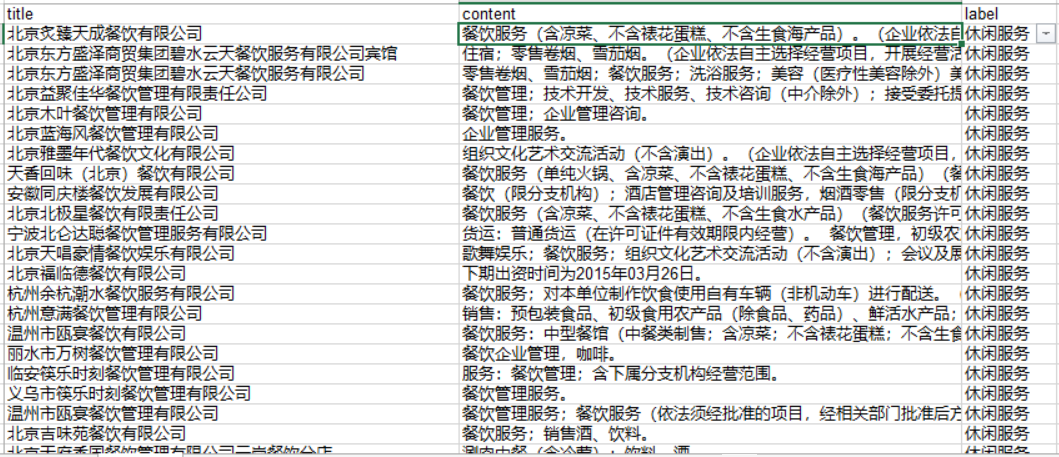 title content label
北京炙臻天成餐饮有限公司 餐饮服务（含凉菜、不含裱花蛋糕、不含生食海产品）。（企业依法自 休闲服务
北京东方盛泽商贸集团碧水云天餐饮服务有限公司宾馆 住宿；零售卷烟、雪茄烟。（企业依法自主选择经营项目，开展经营活 休闲服务
北京东方盛泽商贸集团碧水云天餐饮服务有限公司 零售卷烟、雪茄烟；餐饮服务；洗浴服务；美容（医疗性美容除外）美 休闲服务
北京益聚佳华餐饮管理有限责任公司 餐饮管理；技术开发、技术服务、技术咨询（中介除外）；接受委托提 休闲服务
北京木叶餐饮管理有限公司 餐饮管理；企业管理咨询。 休闲服务
北京蓝海风餐饮管理有限公司 企业管理服务。 休闲服务
北京雅墨年代餐饮文化有限公司 组织文化艺术交流活动（不含演出）。（企业依法自主选择经营项目， 休闲服务
天香回味（北京）餐饮有限公司 餐饮服务（单纯火锅、含凉菜、不含裱花蛋糕、不含生食海产品）（餐 休闲服务
安徽同庆楼餐饮发展有限公司 餐饮（限分支机构）；酒店管理咨询及培训服务，烟酒零售（限分支机 休闲服务
北京北极星餐饮有限责任公司 餐饮服务（含凉菜、不含裱花蛋糕、不含生食水产品）（餐饮服务许可 休闲服务
宁波北仑达聪餐饮管理服务有限公司 货运：普通货运（在许可证件有效期限内经营）。 餐饮管理，初级农 休闲服务
北京天唱豪情餐饮娱乐有限公司 歌舞娱乐；餐饮服务；组织文化艺术交流活动（不含演出）；会议及展 休闲服务
北京福临德餐饮有限公司 下期出资时间为2015年03月26日。 休闲服务
杭州余杭潮水餐饮服务有限公司 餐饮服务；对本单位制作饮食使用自有车辆（非机动车）进行配送。（ 休闲服务
杭州意满餐饮管理有限公司 销售：预包装食品、初级食用农产品（除食品、药品）、鲜活水产品； 休闲服务
温州市瓯宴餐饮有限公司 餐饮服务：中型餐馆（中餐类制售；含凉菜；不含裱花蛋糕；不含生食 休闲服务
丽水市万树餐饮管理有限公司 餐饮企业管理，咖啡。 休闲服务
临安筷乐时刻餐饮管理有限公司 服务：餐饮管理；含下属分支机构经营范围。 休闲服务
义乌市筷乐时刻餐饮管理有限公司 餐饮管理服务。 休闲服务
温州市瓯宴餐饮管理有限公司 餐饮管理服务；餐饮服务（依法须经批准的项目，经相关部门批准后方 休闲服务
北京吉味苑餐饮有限公司 餐饮服务；销售酒、饮料。 休闲服务